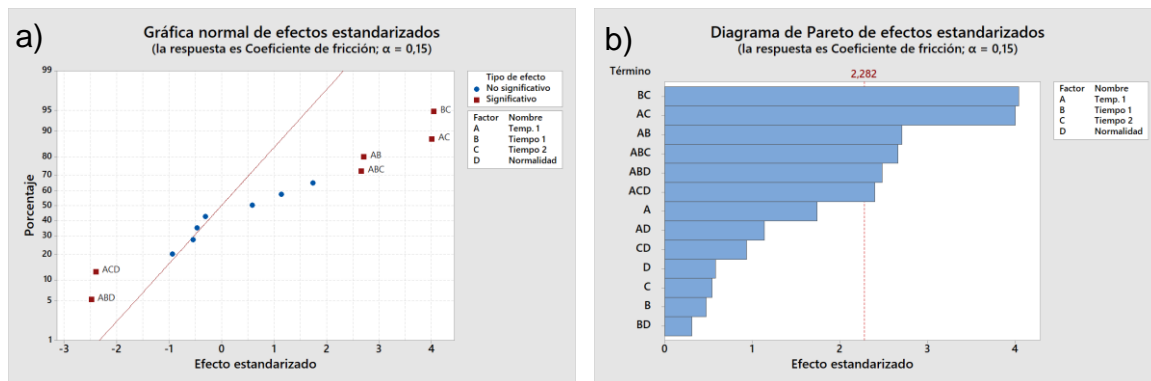 a)
Gráfica normal de efectos estandarizados
(la respuesta es Coeficiente de fricción; α = 0,15)
99
95
90
80
70
60
50
40
30
20
10
5
1
Porcentaje
-3 -2 -1 0 1 2 3 4
Efecto estandarizado
BC
AC
AB
ABC
ACD
ABD
Tipo de efecto
No significativo
Significativo
Factor Nombre
A Temp. 1
B Tiempo 1
C Tiempo 2
D Normalidad
b)
Diagrama de Pareto de efectos estandarizados
(la respuesta es Coeficiente de fricción; α = 0,15)
Término
2,282
BC
AC
AB
ABC
ABD
ACD
A
AD
CD
D
C
B
BD
0 1 2 3 4
Efecto estandarizado
Factor Nombre
A Temp. 1
B Tiempo 1
C Tiempo 2
D Normalidad